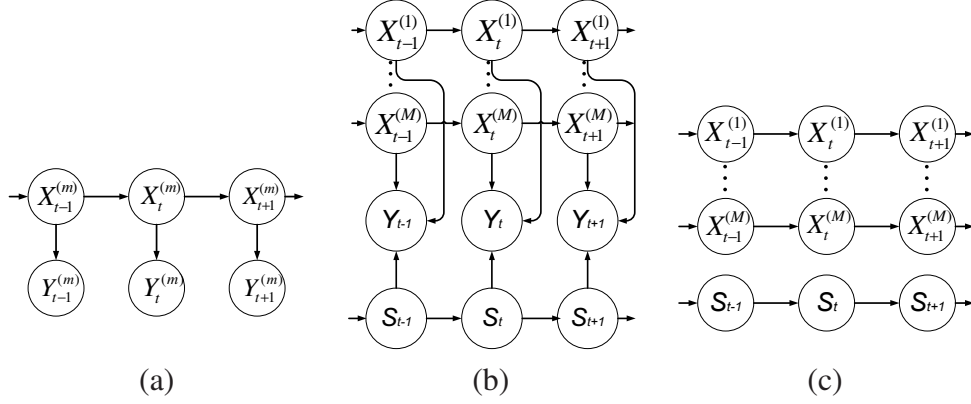 X_{t-1}^{(m)} X_t^{(m)} X_{t+1}^{(m)}
Y_{t-1}^{(m)} Y_t^{(m)} Y_{t+1}^{(m)}
(a)
X_{t-1}^{(1)} X_t^{(1)} X_{t+1}^{(1)}
X_{t-1}^{(M)} X_t^{(M)} X_{t+1}^{(M)}
Y_{t-1} Y_t Y_{t+1}
S_{t-1} S_t S_{t+1}
(b)
X_{t-1}^{(1)} X_t^{(1)} X_{t+1}^{(1)}
X_{t-1}^{(M)} X_t^{(M)} X_{t+1}^{(M)}
S_{t-1} S_t S_{t+1}
(c)